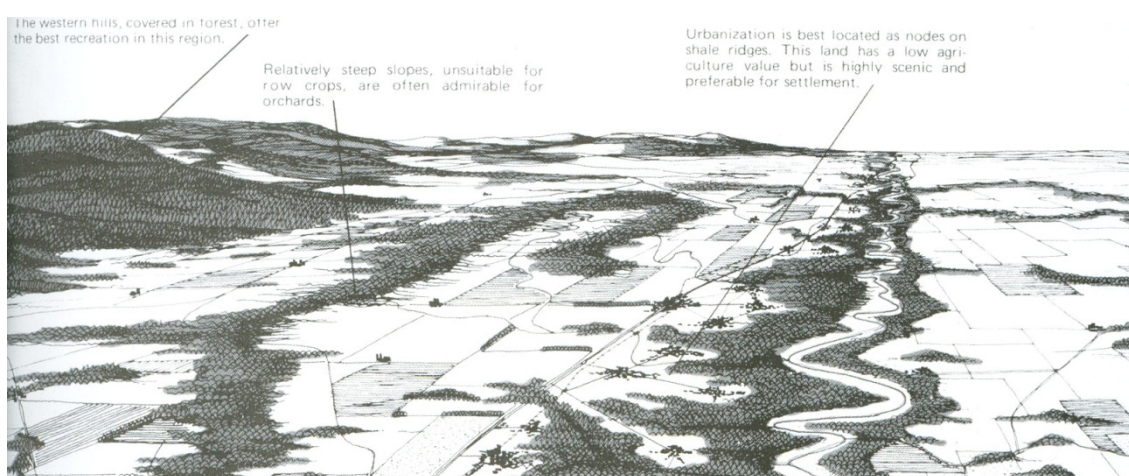 The western hills, covered in forest, offer
the best recreation in this region.
Relatively steep slopes, unsuitable for
row crops, are often admirable for
orchards.
Urbanization is best located as nodes on
shale ridges. This land has a low agri-
culture value but is highly scenic and
preferable for settlement.